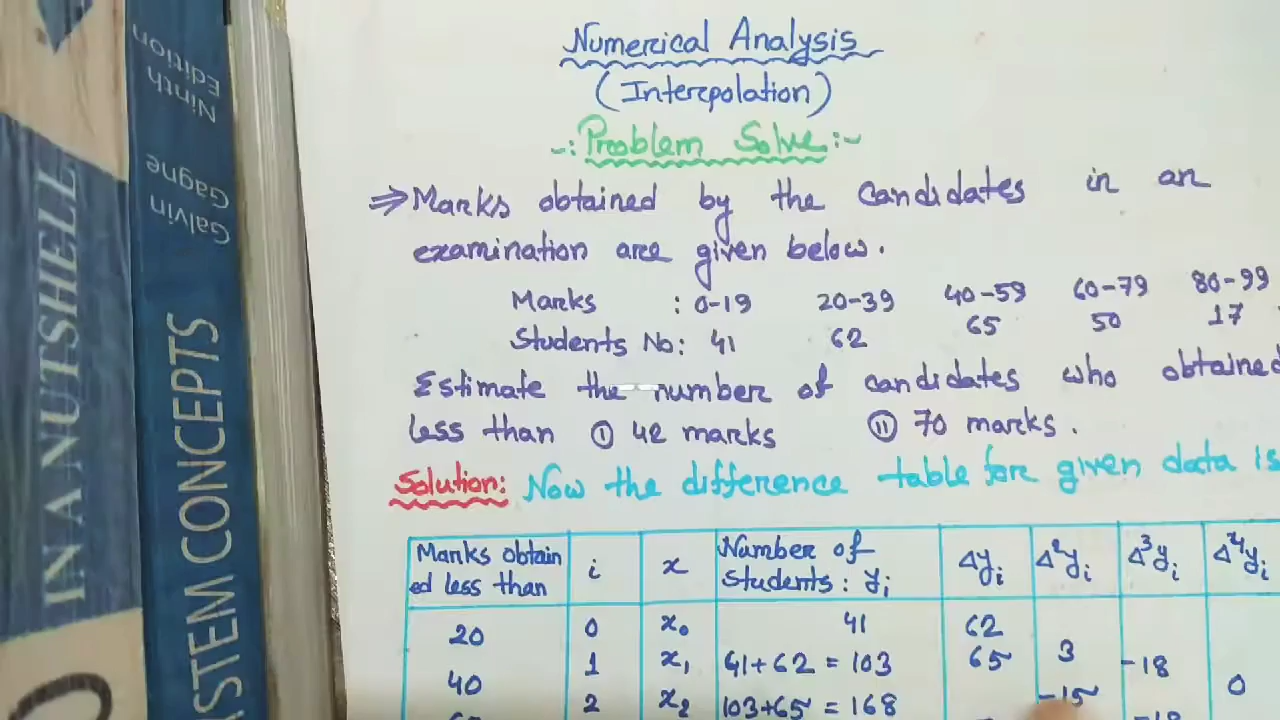 Numerical Analysis
(Interpolation)
-: Problem Solve :-
⇒ Marks obtained by the candidates in an
examination are given below.
Marks : 0-19 20-39 40-59 60-79 80-99
Students No: 41 62 65 50 17
Estimate the number of candidates who obtained
less than (i) 42 marks (ii) 70 marks.
Solution: Now the difference table for given data is
Marks obtain i x Number of Δyi Δ²yi Δ³yi Δ⁴yi
ed less than students: yi
20 0 x₀ 41 62
40 1 x₁ 41+62 = 103 65 3 -18
2 x₂ 103+65 = 168 -15 0
IN A NUTSHELL
SYSTEM CONCEPTS
Galvin Gagne
Ninth
Edition